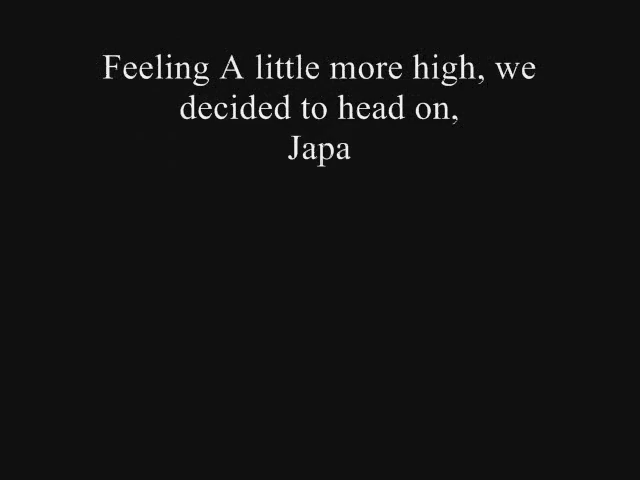 Feeling A little more high, we
decided to head on,
Japa